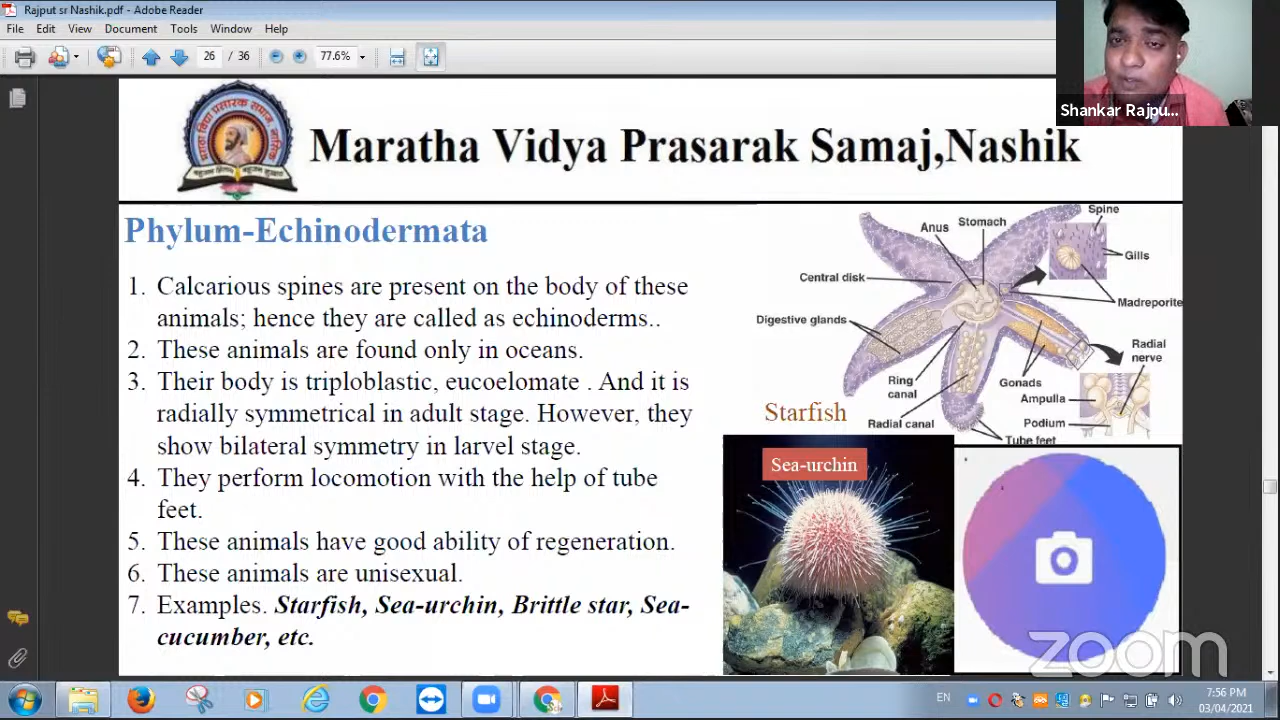 Rajput sr Nashik.pdf - Adobe Reader
File Edit View Document Tools Window Help
26 / 36 77.6%
Shankar Rajpu...
Maratha Vidya Prasarak Samaj,Nashik
Phylum-Echinodermata
1. Calcarious spines are present on the body of these
animals; hence they are called as echinoderms..
2. These animals are found only in oceans.
3. Their body is triploblastic, eucoelomate . And it is
radially symmetrical in adult stage. However, they
show bilateral symmetry in larvel stage.
4. They perform locomotion with the help of tube
feet.
5. These animals have good ability of regeneration.
6. These animals are unisexual.
7. Examples. Starfish, Sea-urchin, Brittle star, Sea-
cucumber, etc.
Spine
Anus
Stomach
Gills
Central disk
Madreporite
Digestive glands
Radial
nerve
Ring
canal
Gonads
Ampulla
Starfish
Radial canal
Podium
Tube feet
Sea-urchin
zoom
EN
7:56 PM
03/04/2021